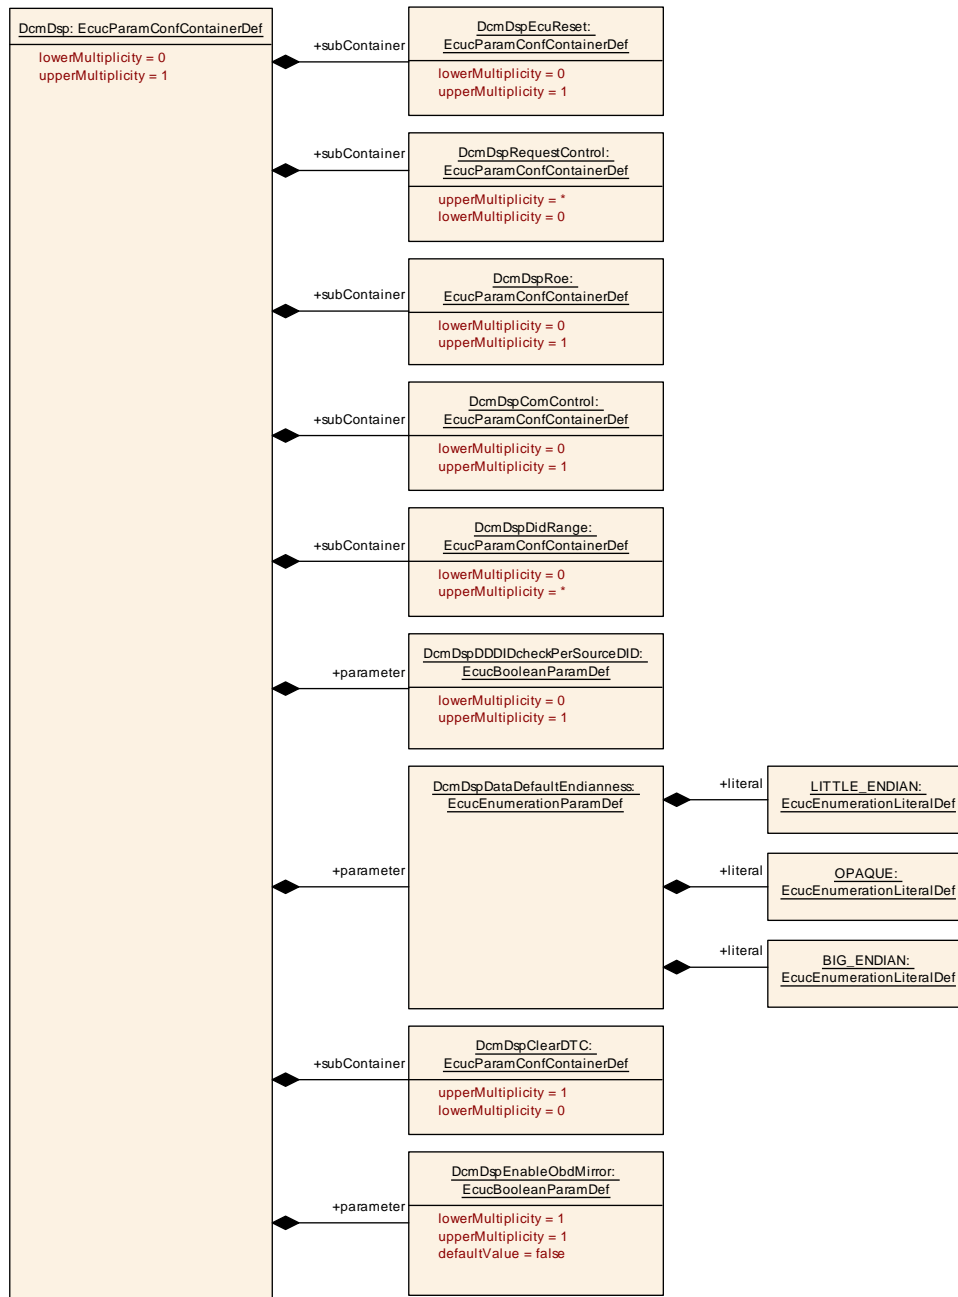 DcmDsp: EcucParamConfContainerDef
lowerMultiplicity = 0
upperMultiplicity = 1
+subContainer
DcmDspEcuReset:
EcucParamConfContainerDef
lowerMultiplicity = 0
upperMultiplicity = 1
+subContainer
DcmDspRequestControl:
EcucParamConfContainerDef
upperMultiplicity = *
lowerMultiplicity = 0
+subContainer
DcmDspRoe:
EcucParamConfContainerDef
lowerMultiplicity = 0
upperMultiplicity = 1
+subContainer
DcmDspComControl:
EcucParamConfContainerDef
lowerMultiplicity = 0
upperMultiplicity = 1
+subContainer
DcmDspDidRange:
EcucParamConfContainerDef
lowerMultiplicity = 0
upperMultiplicity = *
+parameter
DcmDspDDDIDcheckPerSourceDID:
EcucBooleanParamDef
lowerMultiplicity = 0
upperMultiplicity = 1
+parameter
DcmDspDataDefaultEndianness:
EcucEnumerationParamDef
+literal
LITTLE_ENDIAN:
EcucEnumerationLiteralDef
+literal
OPAQUE:
EcucEnumerationLiteralDef
+literal
BIG_ENDIAN:
EcucEnumerationLiteralDef
+subContainer
DcmDspClearDTC:
EcucParamConfContainerDef
upperMultiplicity = 1
lowerMultiplicity = 0
+parameter
DcmDspEnableObdMirror:
EcucBooleanParamDef
lowerMultiplicity = 1
upperMultiplicity = 1
defaultValue = false